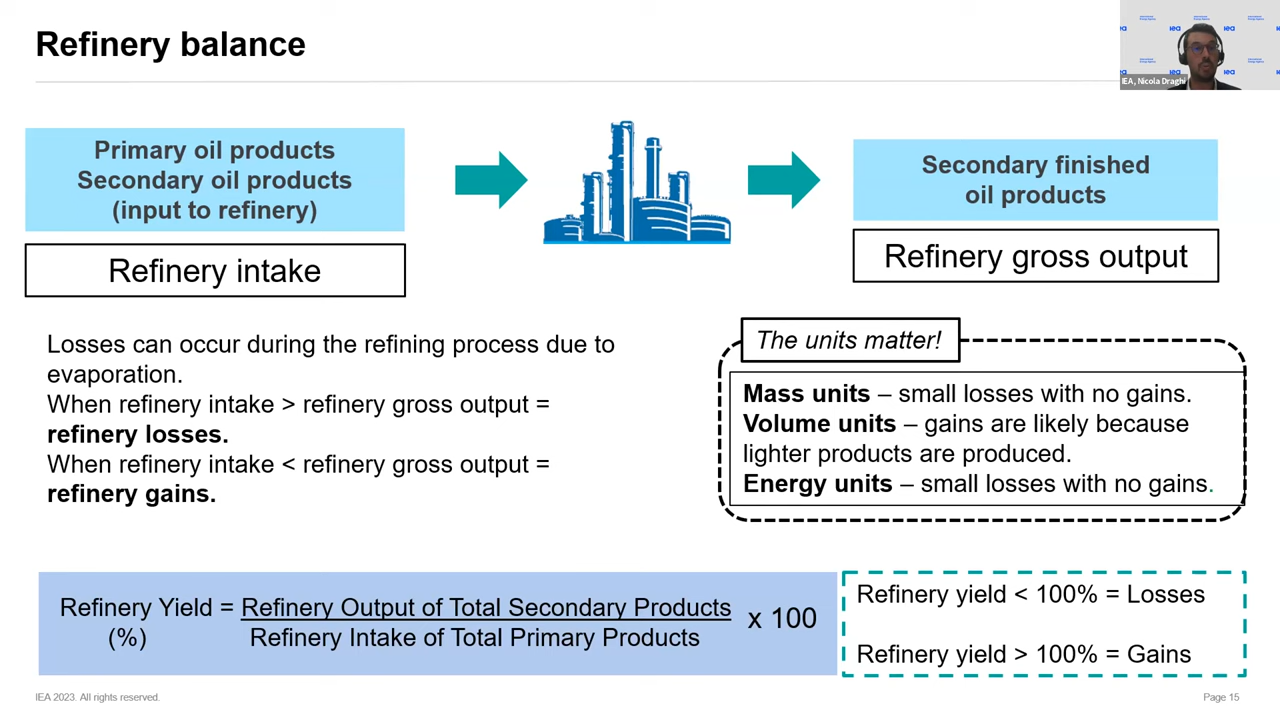 Refinery balance
iea
iea
iea
iea
iea
IEA, Nicola Draghi
Primary oil products
Secondary oil products
(input to refinery)
Refinery intake
Secondary finished
oil products
Refinery gross output
Losses can occur during the refining process due to
evaporation.
When refinery intake > refinery gross output =
refinery losses.
When refinery intake < refinery gross output =
refinery gains.
The units matter!
Mass units – small losses with no gains.
Volume units – gains are likely because
lighter products are produced.
Energy units – small losses with no gains.
Refinery Yield = Refinery Output of Total Secondary Products
(%) Refinery Intake of Total Primary Products
x 100
Refinery yield < 100% = Losses
Refinery yield > 100% = Gains
IEA 2023. All rights reserved.
Page 15